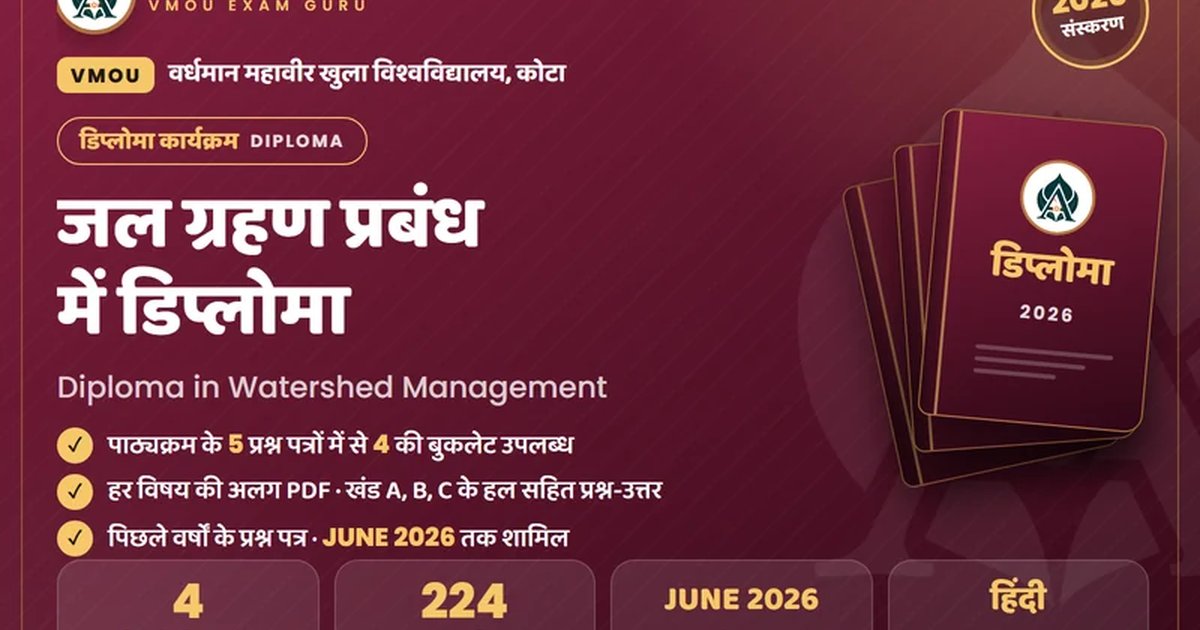 VMOU EXAM GURU
2026
संस्करण
VMOU वर्धमान महावीर खुला विश्वविद्यालय, कोटा
डिप्लोमा कार्यक्रम DIPLOMA
जल ग्रहण प्रबंध
में डिप्लोमा
Diploma in Watershed Management
पाठ्यक्रम के 5 प्रश्न पत्रों में से 4 की बुकलेट उपलब्ध
हर विषय की अलग PDF · खंड A, B, C के हल सहित प्रश्न-उत्तर
पिछले वर्षों के प्रश्न पत्र · JUNE 2026 तक शामिल
डिप्लोमा
2026
4
224
JUNE 2026
हिंदी